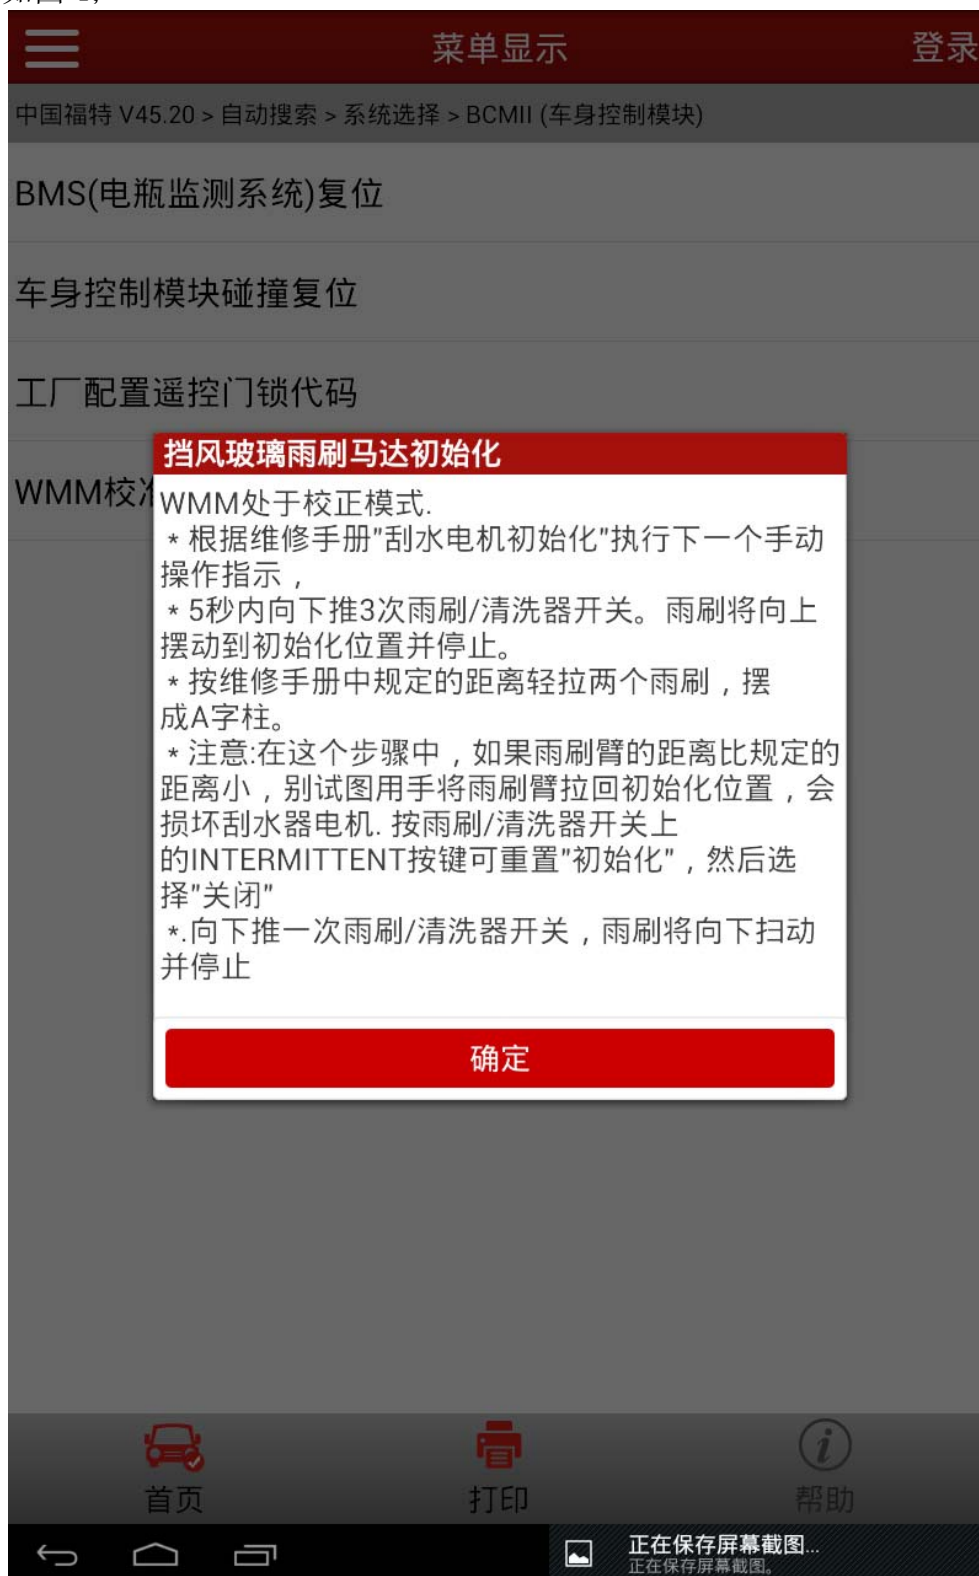 菜单显示
登录
中国福特 V45.20 > 自动搜索 > 系统选择 > BCMII (车身控制模块)
BMS(电瓶监测系统)复位
车身控制模块碰撞复位
工厂配置遥控门锁代码
WMM校
挡风玻璃雨刷马达初始化
WMM处于校正模式.
* 根据维修手册"刮水电机初始化"执行下一个手动
操作指示，
* 5秒内向下推3次雨刷/清洗器开关。雨刷将向上
摆动到初始化位置并停止。
* 按维修手册中规定的距离轻拉两个雨刷，摆
成A字柱。
* 注意:在这个步骤中，如果雨刷臂的距离比规定的
距离小，别试图用手将雨刷臂拉回初始化位置，会
损坏刮水器电机. 按雨刷/清洗器开关上
的INTERMITTENT按键可重置"初始化"，然后选
择"关闭"
*.向下推一次雨刷/清洗器开关，雨刷将向下扫动
并停止
确定
首页
打印
帮助
正在保存屏幕截图...
正在保存屏幕截图。